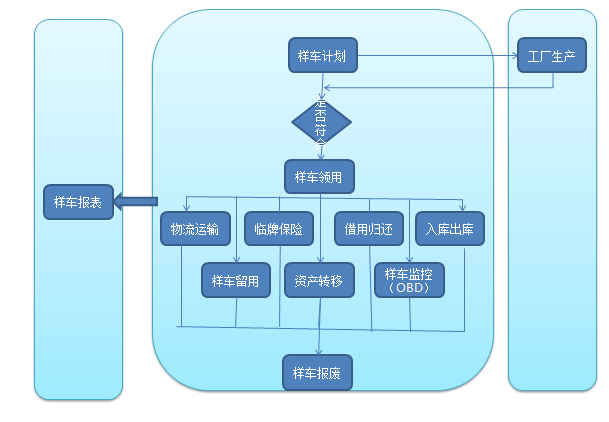 样车计划
工厂生产
是
否
符
合
样车领用
样车报表
物流运输
临牌保险
借用归还
入库出库
样车留用
资产转移
样车监控
（OBD）
样车报废